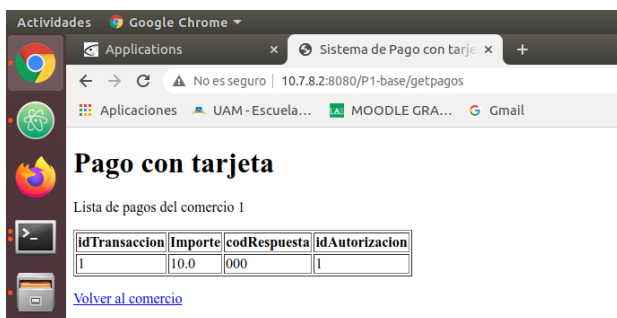 Actividades Google Chrome ▾
Applications × Sistema de Pago con tarje × +
No es seguro | 10.7.8.2:8080/P1-base/getpagos
Aplicaciones UAM - Escuela... MOODLE GRA... G Gmail
Pago con tarjeta
Lista de pagos del comercio 1
idTransaccion Importe codRespuesta idAutorizacion
1 10.0 000 1
Volver al comercio